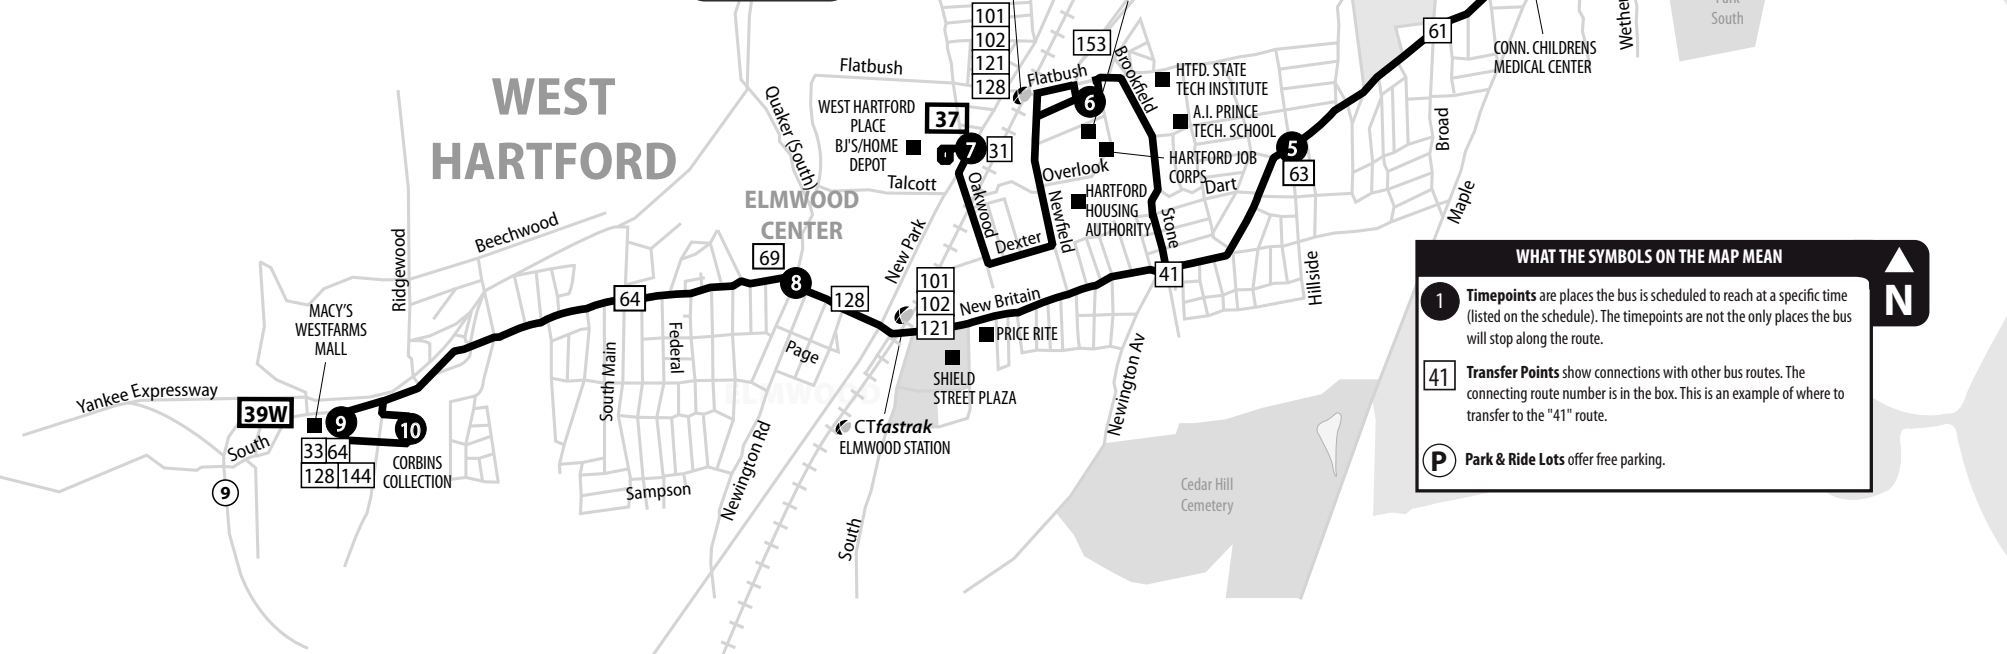 101
102
121
128
153
61
Wethe
Park
South
CONN. CHILDRENS
MEDICAL CENTER
WEST
HARTFORD
Flatbush
Flatbush
Brookfield
HTFD. STATE
TECH INSTITUTE
Quaker (South)
WEST HARTFORD
PLACE
BJ'S/HOME
DEPOT
37
7
31
6
A.I. PRINCE
TECH. SCHOOL
5
63
Broad
Talcott
Oakwood
Overlook
HARTFORD JOB
CORPS
Dart
Maple
ELMWOOD
CENTER
HARTFORD
HOUSING
AUTHORITY
Newfield
Stone
Dexter
Beechwood
Ridgewood
New Park
69
8
128
64
101
102
121
New Britain
41
Hillside
PRICE RITE
SHIELD
STREET PLAZA
MACY'S
WESTFARMS
MALL
South Main
Federal
Page
ELMWOOD
Newington Av
Yankee Expressway
39W
9
10
South
33 64
128 144
CORBINS
COLLECTION
9
Sampson
Newington Rd
CTfastrak
ELMWOOD STATION
South
Cedar Hill
Cemetery
WHAT THE SYMBOLS ON THE MAP MEAN
N
1 Timepoints are places the bus is scheduled to reach at a specific time
(listed on the schedule). The timepoints are not the only places the bus
will stop along the route.
41 Transfer Points show connections with other bus routes. The
connecting route number is in the box. This is an example of where to
transfer to the "41" route.
P Park & Ride Lots offer free parking.